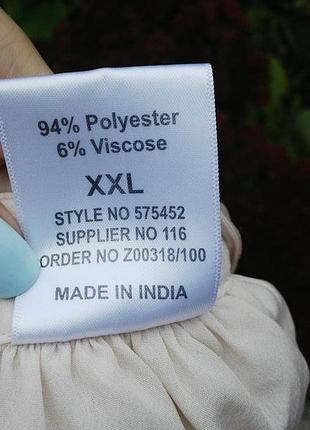 94% Polyester
6% Viscose
XXL
STYLE NO 575452
SUPPLIER NO 116
ORDER NO Z00318/100
MADE IN INDIA